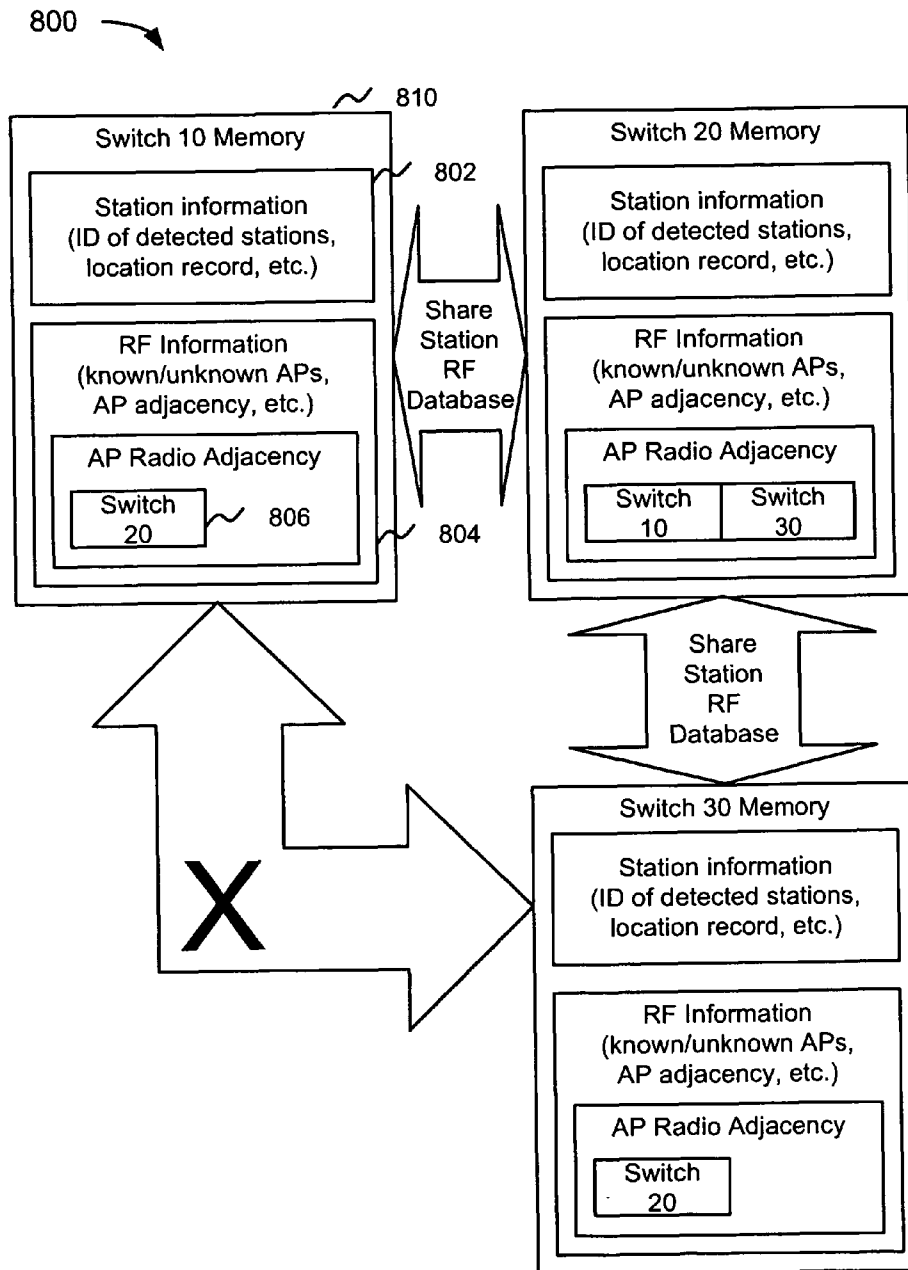 800
810
Switch 10 Memory
802
Station information
(ID of detected stations,
location record, etc.)
RF Information
(known/unknown APs,
AP adjacency, etc.)
AP Radio Adjacency
Switch
20
806
804
Share
Station
RF
Database
Switch 20 Memory
Station information
(ID of detected stations,
location record, etc.)
RF Information
(known/unknown APs,
AP adjacency, etc.)
AP Radio Adjacency
Switch
10
Switch
30
Share
Station
RF
Database
X
Switch 30 Memory
Station information
(ID of detected stations,
location record, etc.)
RF Information
(known/unknown APs,
AP adjacency, etc.)
AP Radio Adjacency
Switch
20